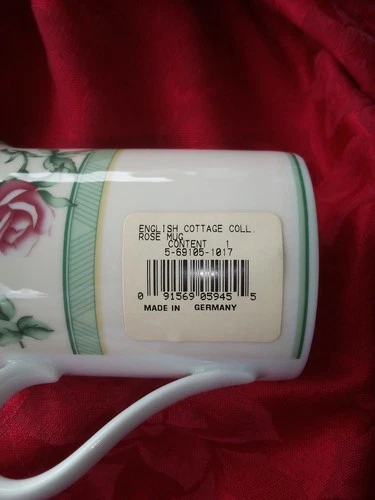 ENGLISH COTTAGE COLL.
ROSE MUG
CONTENT 1
5-69105-1017
0 91569 05945 5
MADE IN GERMANY